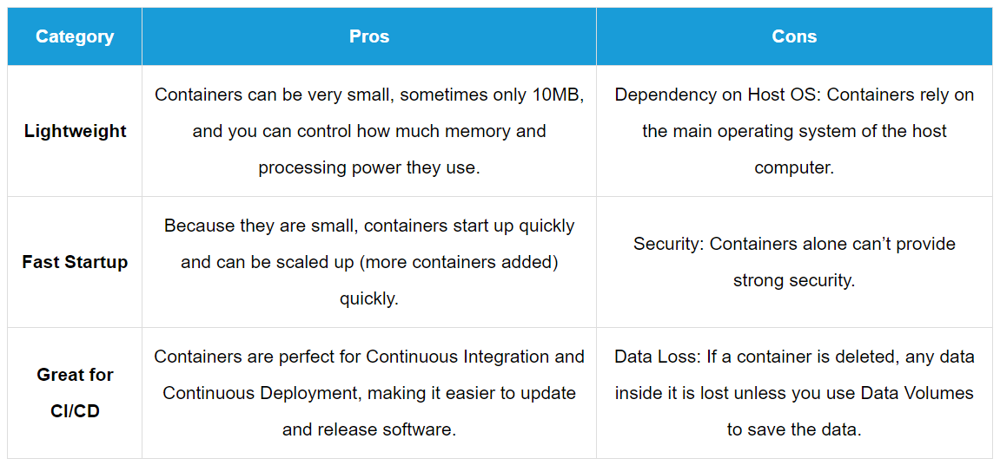 Category
Pros
Cons
Lightweight
Containers can be very small, sometimes only 10MB,
and you can control how much memory and
processing power they use.
Dependency on Host OS: Containers rely on
the main operating system of the host
computer.
Fast Startup
Because they are small, containers start up quickly
and can be scaled up (more containers added)
quickly.
Security: Containers alone can’t provide
strong security.
Great for
CI/CD
Containers are perfect for Continuous Integration and
Continuous Deployment, making it easier to update
and release software.
Data Loss: If a container is deleted, any data
inside it is lost unless you use Data Volumes
to save the data.